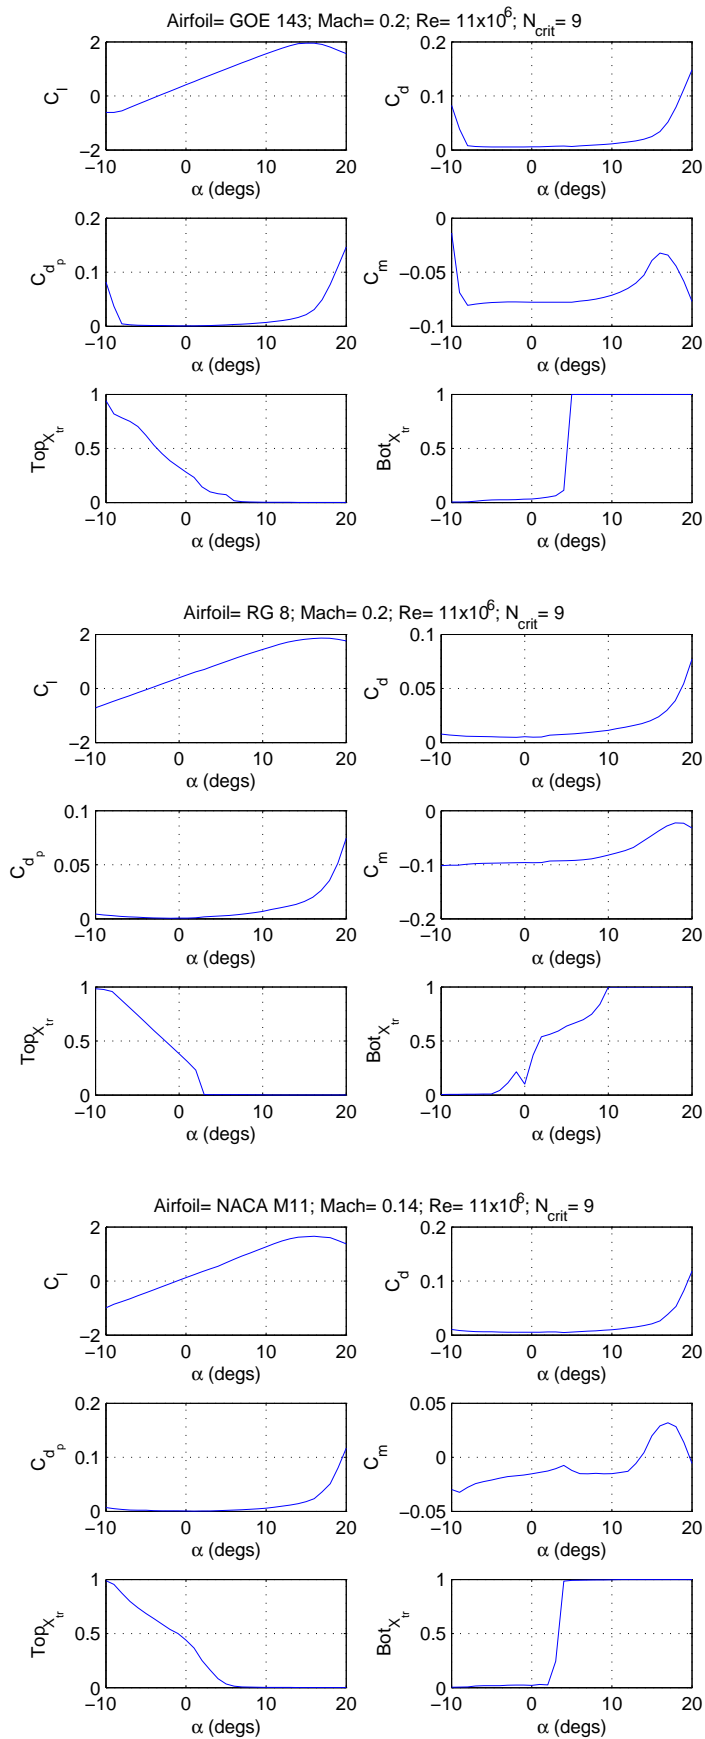 Airfoil= GOE 143; Mach= 0.2; Re= 11x10^6; N_crit= 9
2
0
−2
−10 0 10 20
C_l
α (degs)
0.2
0.1
0
−10 0 10 20
C_d
α (degs)
0.2
0.1
0
−10 0 10 20
C_d_p
α (degs)
0
−0.05
−0.1
−10 0 10 20
C_m
α (degs)
1
0.5
0
−10 0 10 20
Top_X_tr
α (degs)
1
0.5
0
−10 0 10 20
Bot_X_tr
α (degs)
Airfoil= RG 8; Mach= 0.2; Re= 11x10^6; N_crit= 9
2
0
−2
−10 0 10 20
C_l
α (degs)
0.1
0.05
0
−10 0 10 20
C_d
α (degs)
0.1
0.05
0
−10 0 10 20
C_d_p
α (degs)
0
−0.1
−0.2
−10 0 10 20
C_m
α (degs)
1
0.5
0
−10 0 10 20
Top_X_tr
α (degs)
1
0.5
0
−10 0 10 20
Bot_X_tr
α (degs)
Airfoil= NACA M11; Mach= 0.14; Re= 11x10^6; N_crit= 9
2
0
−2
−10 0 10 20
C_l
α (degs)
0.2
0.1
0
−10 0 10 20
C_d
α (degs)
0.2
0.1
0
−10 0 10 20
C_d_p
α (degs)
0.05
0
−0.05
−10 0 10 20
C_m
α (degs)
1
0.5
0
−10 0 10 20
Top_X_tr
α (degs)
1
0.5
0
−10 0 10 20
Bot_X_tr
α (degs)